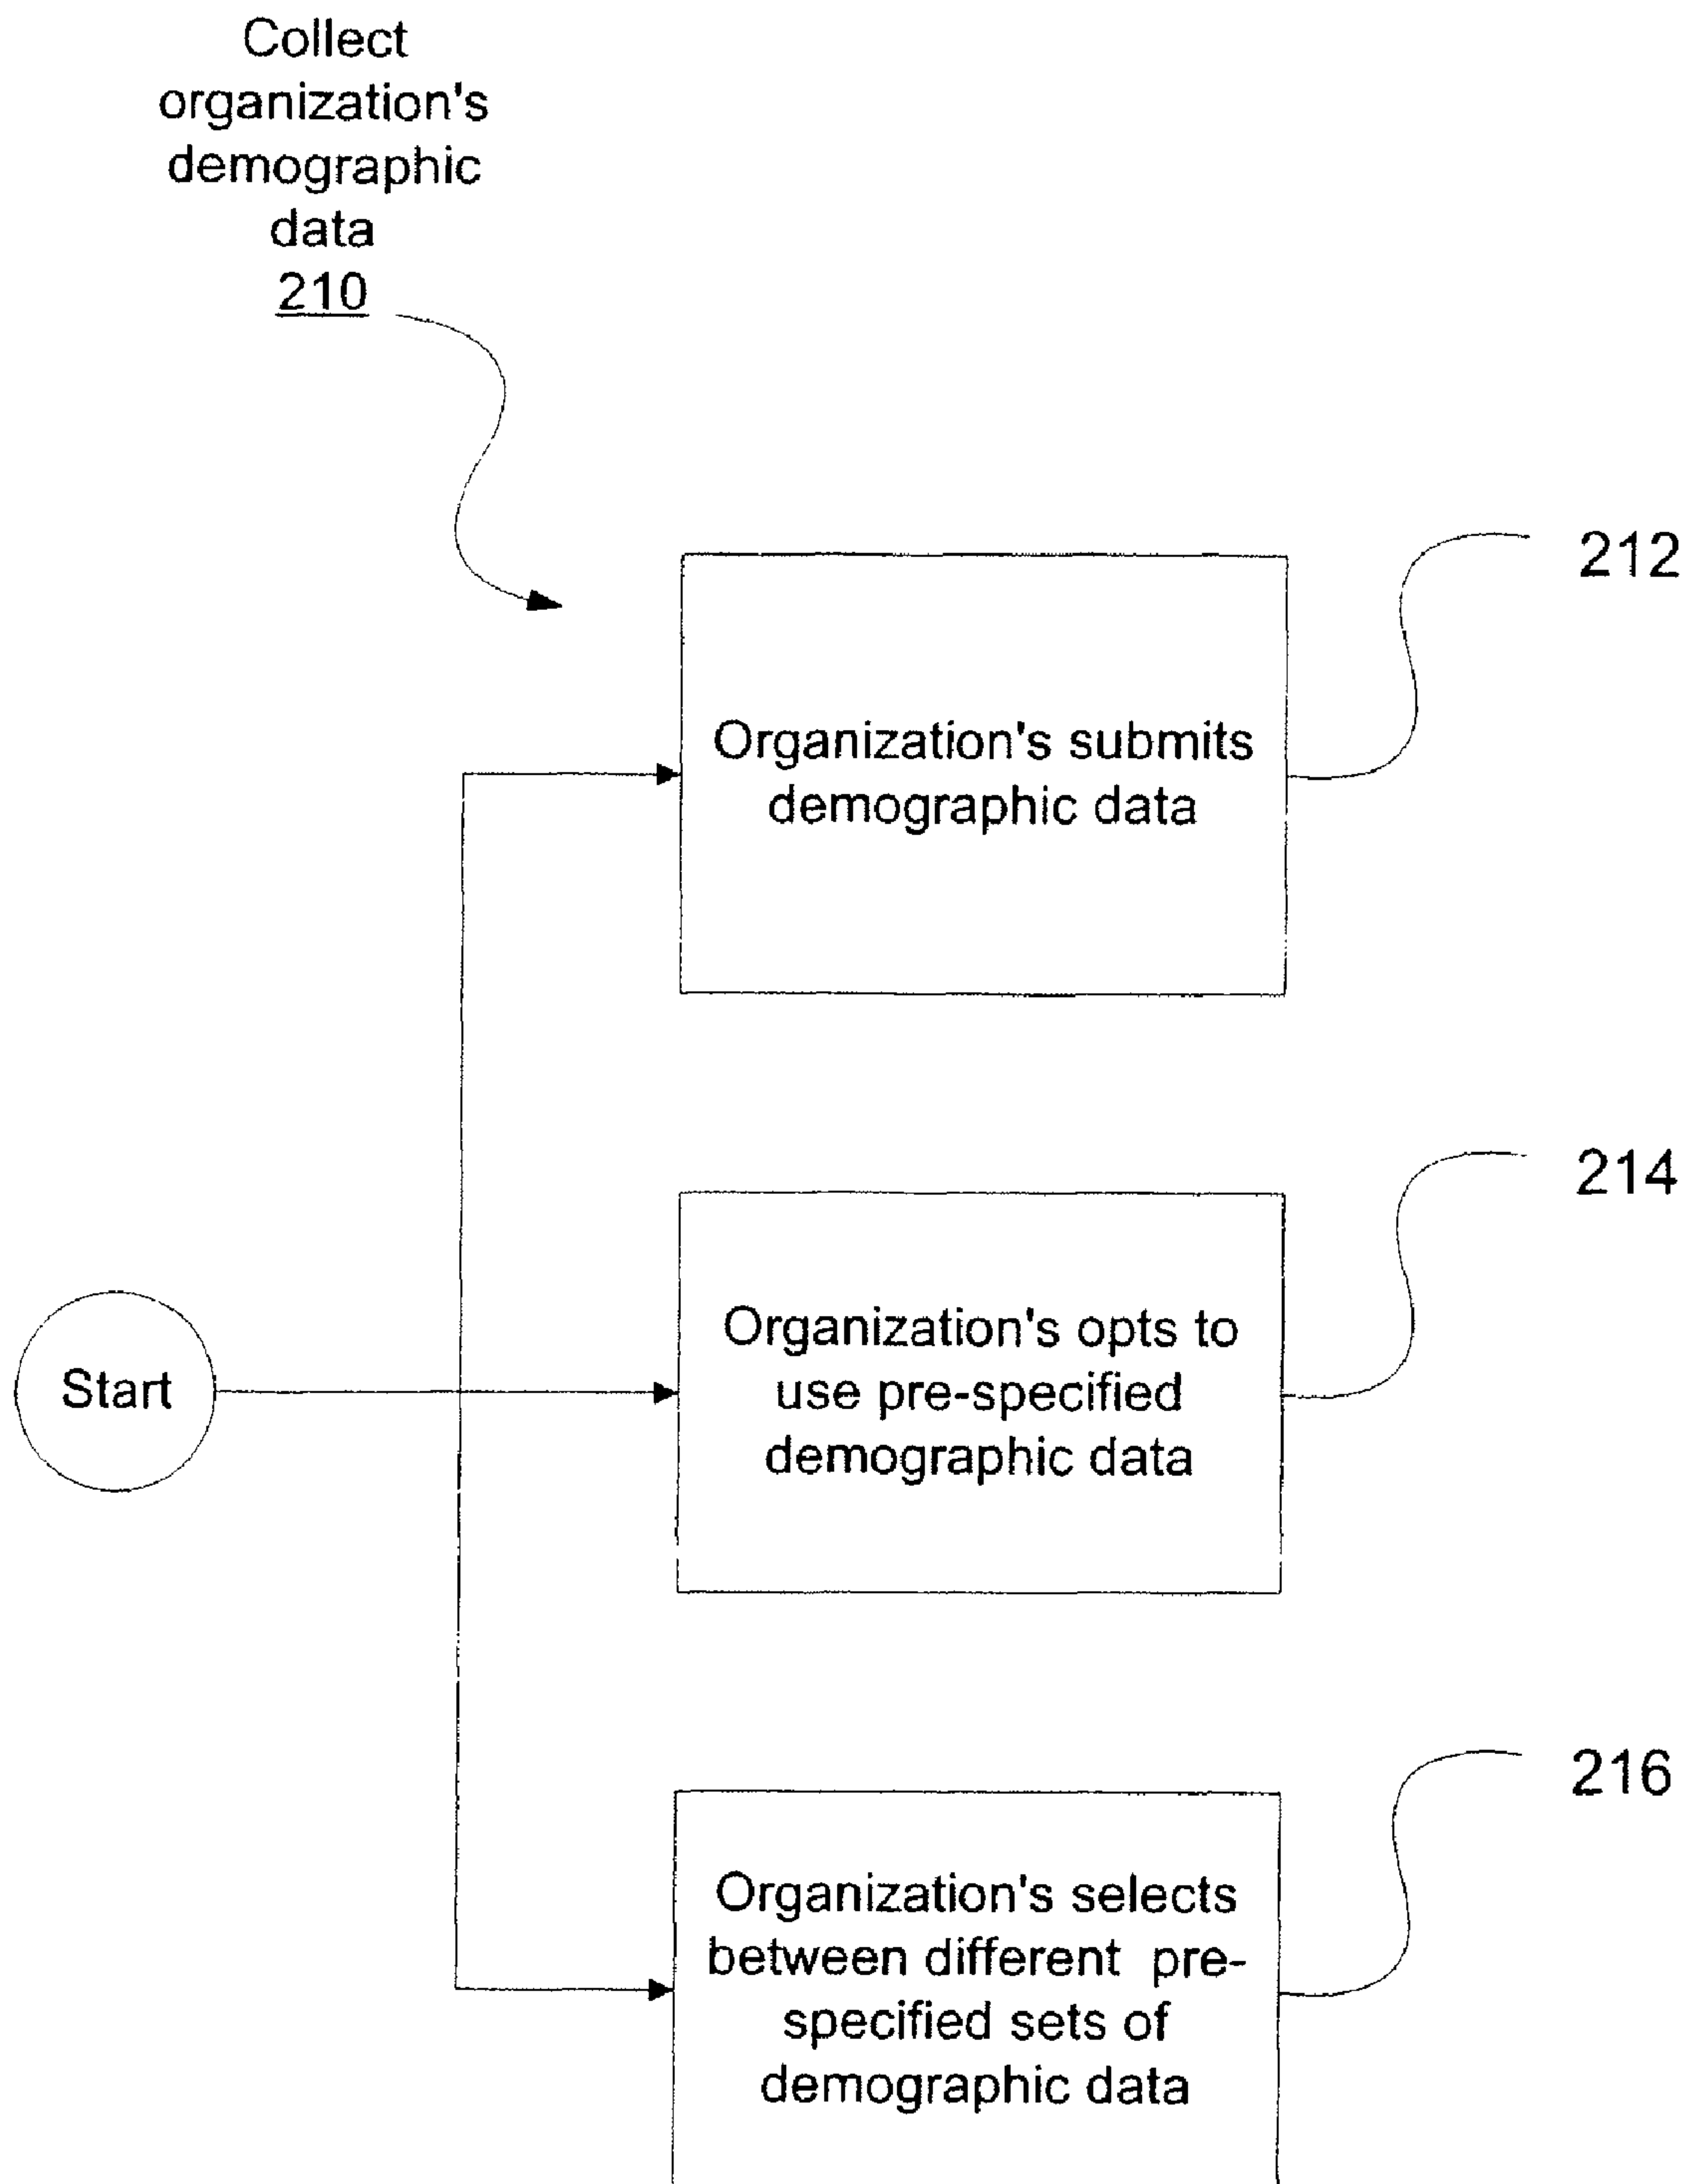 Collect
organization's
demographic
data
210
212
Organization's submits
demographic data
214
Organization's opts to
use pre-specified
demographic data
Start
216
Organization's selects
between different pre-
specified sets of
demographic data